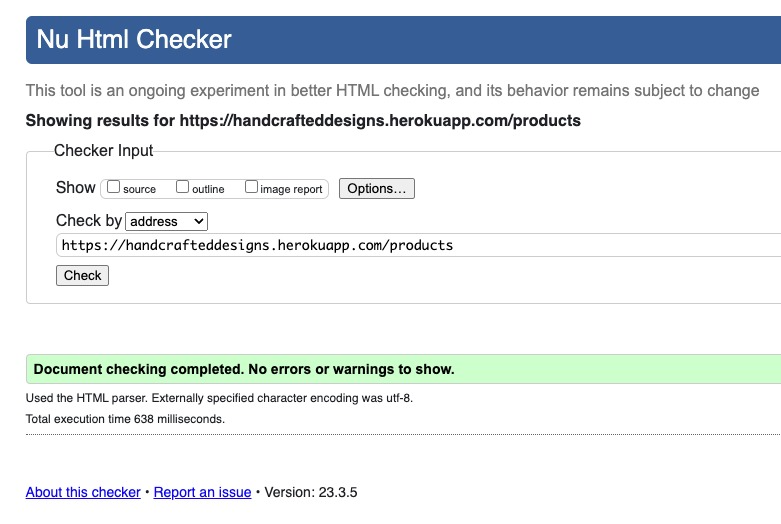 Nu Html Checker
This tool is an ongoing experiment in better HTML checking, and its behavior remains subject to change
Showing results for https://handcrafteddesigns.herokuapp.com/products
Checker Input
Show source outline image report Options...
Check by address
https://handcrafteddesigns.herokuapp.com/products
Check
Document checking completed. No errors or warnings to show.
Used the HTML parser. Externally specified character encoding was utf-8.
Total execution time 638 milliseconds.
About this checker • Report an issue • Version: 23.3.5